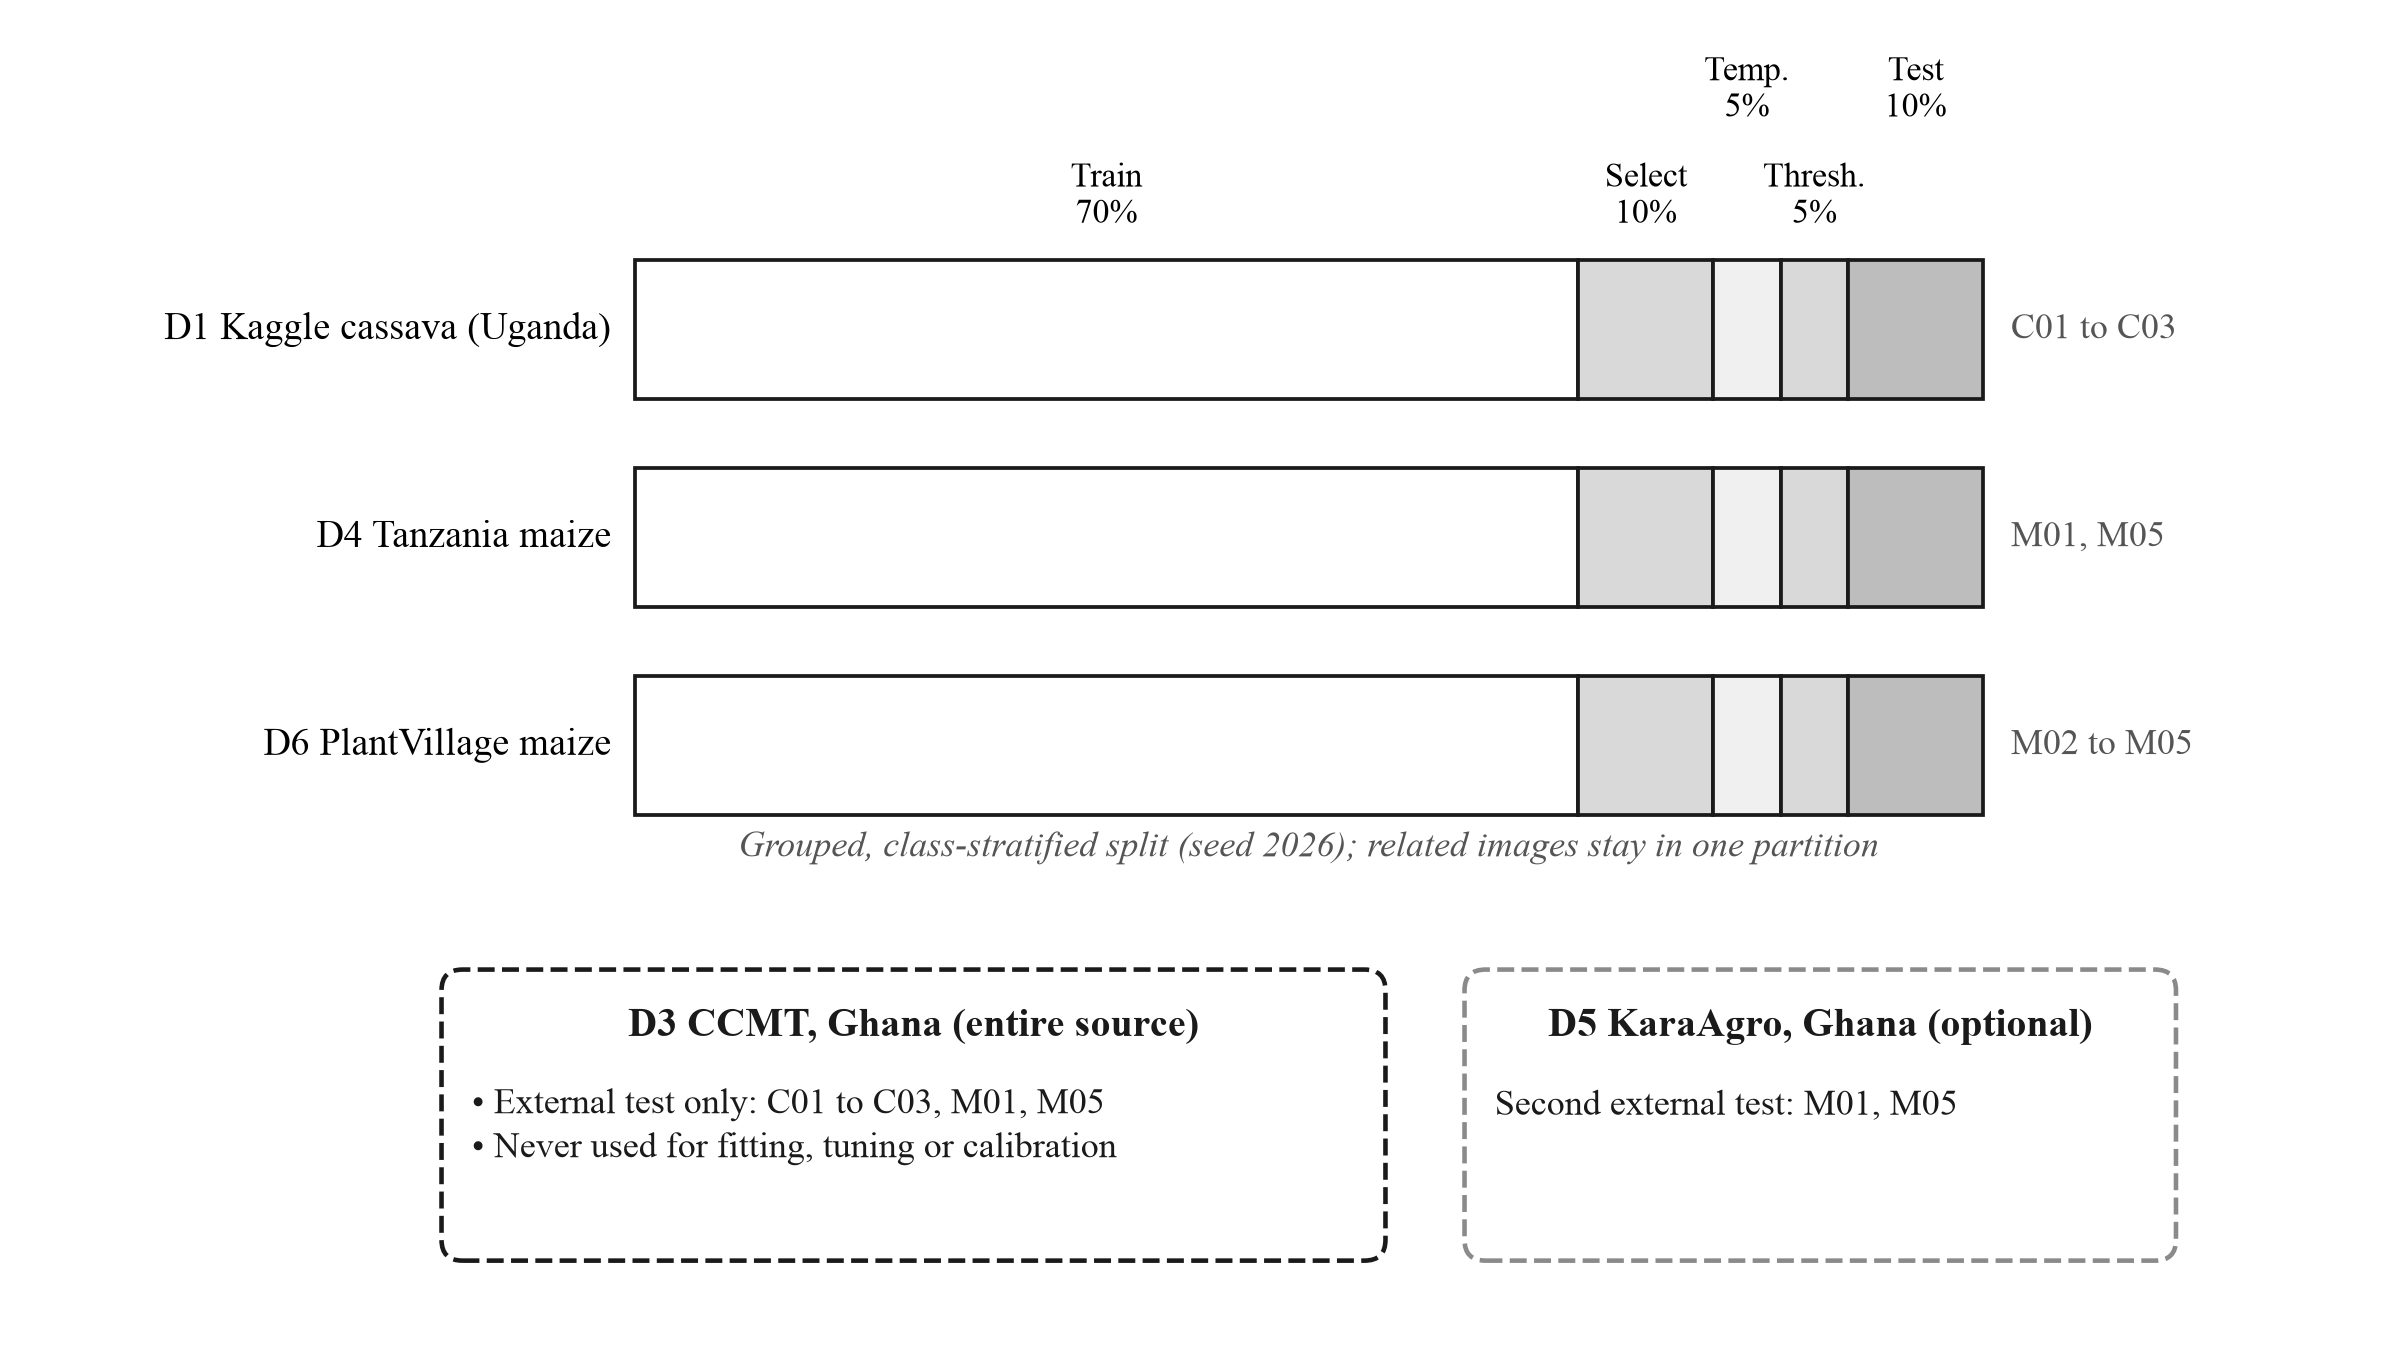 Temp.
5%
Test
10%
Train
70%
Select
10%
Thresh.
5%
D1 Kaggle cassava (Uganda)
C01 to C03
D4 Tanzania maize
M01, M05
D6 PlantVillage maize
M02 to M05
Grouped, class-stratified split (seed 2026); related images stay in one partition
D3 CCMT, Ghana (entire source)
• External test only: C01 to C03, M01, M05
• Never used for fitting, tuning or calibration
D5 KaraAgro, Ghana (optional)
Second external test: M01, M05